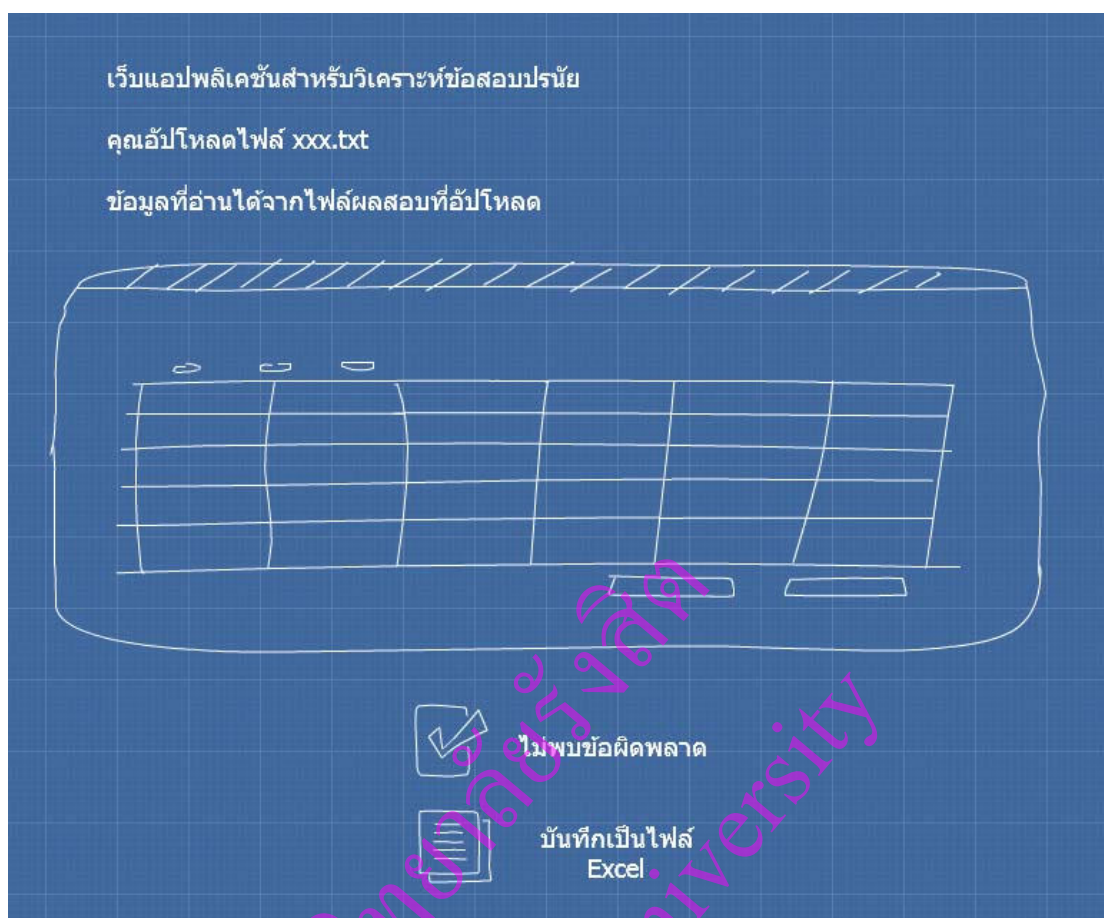 เว็บแอปพลิเคชันสำหรับวิเคราะห์ข้อสอบปรนัย
คุณอัปโหลดไฟล์ xxx.txt
ข้อมูลที่อ่านได้จากไฟล์ผลสอบที่อัปโหลด
ไม่พบข้อผิดพลาด
บันทึกเป็นไฟล์
Excel